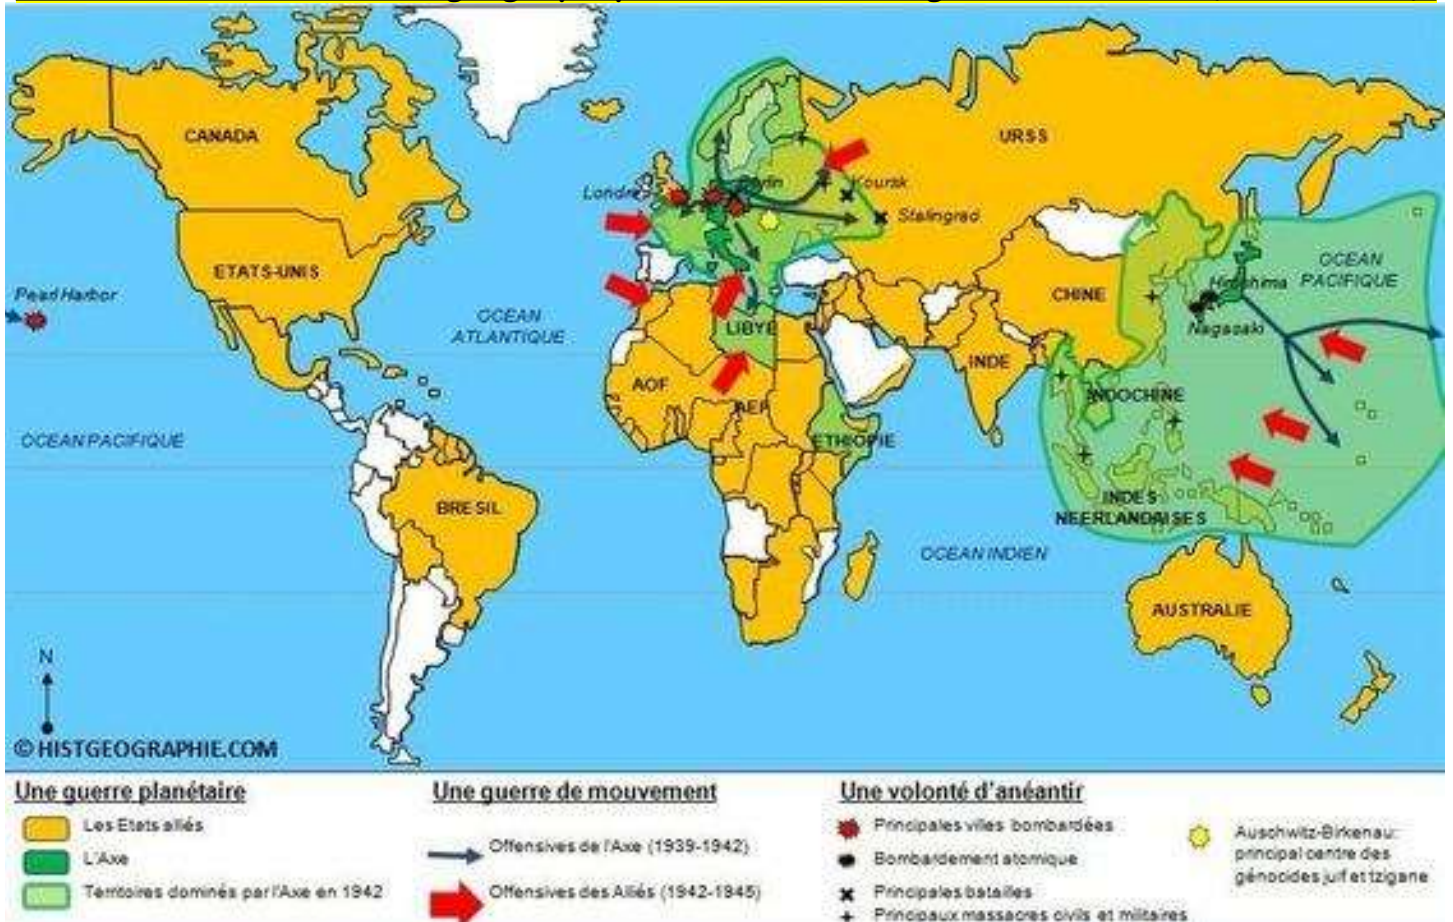 CANADA
URSS
Londres
Berlin
Koursk
Stalingrad
ETATS-UNIS
Pearl Harbor
OCEAN
ATLANTIQUE
CHINE
OCEAN
PACIFIQUE
Hiroshima
Nagasaki
LIBYE
INDE
AOF
AEF
INDOCHINE
OCEAN PACIFIQUE
ETHIOPIE
BRESIL
INDES
NEERLANDAISES
OCEAN INDIEN
AUSTRALIE
N
© HISTGEOGRAPHIE.COM
Une guerre planétaire
Les Etats alliés
L'Axe
Territoires dominés par l'Axe en 1942
Une guerre de mouvement
Offensives de l'Axe (1939-1942)
Offensives des Alliés (1942-1945)
Une volonté d'anéantir
Principales villes bombardées
Bombardement atomique
Principales batailles
Principaux massacres civils et militaires
Auschwitz-Birkenau:
principal centre des
génocides juif et tzigane